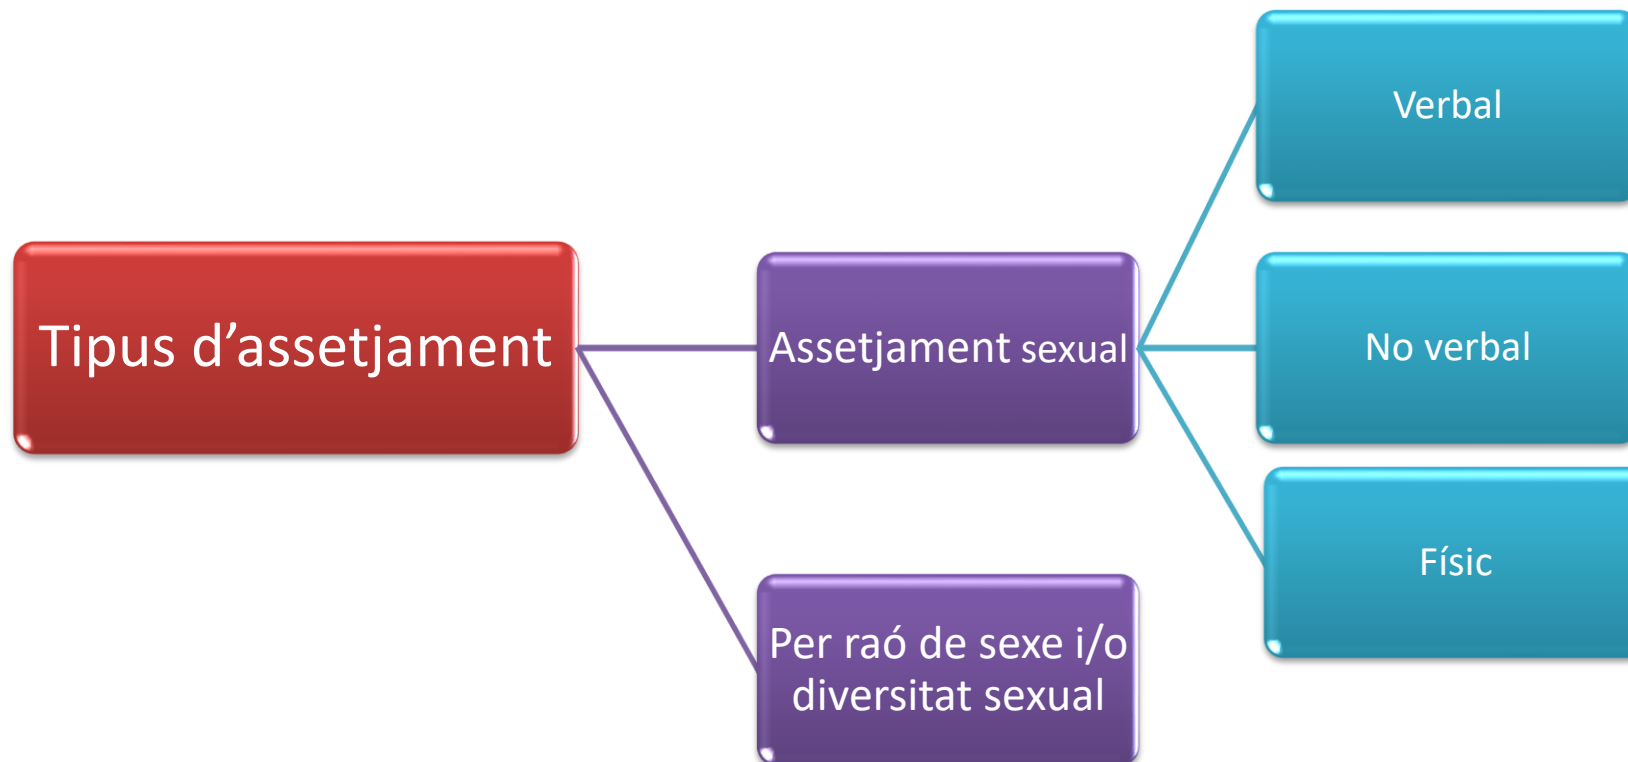 Tipus d’assetjament
Assetjament sexual
Per raó de sexe i/o
diversitat sexual
Verbal
No verbal
Físic